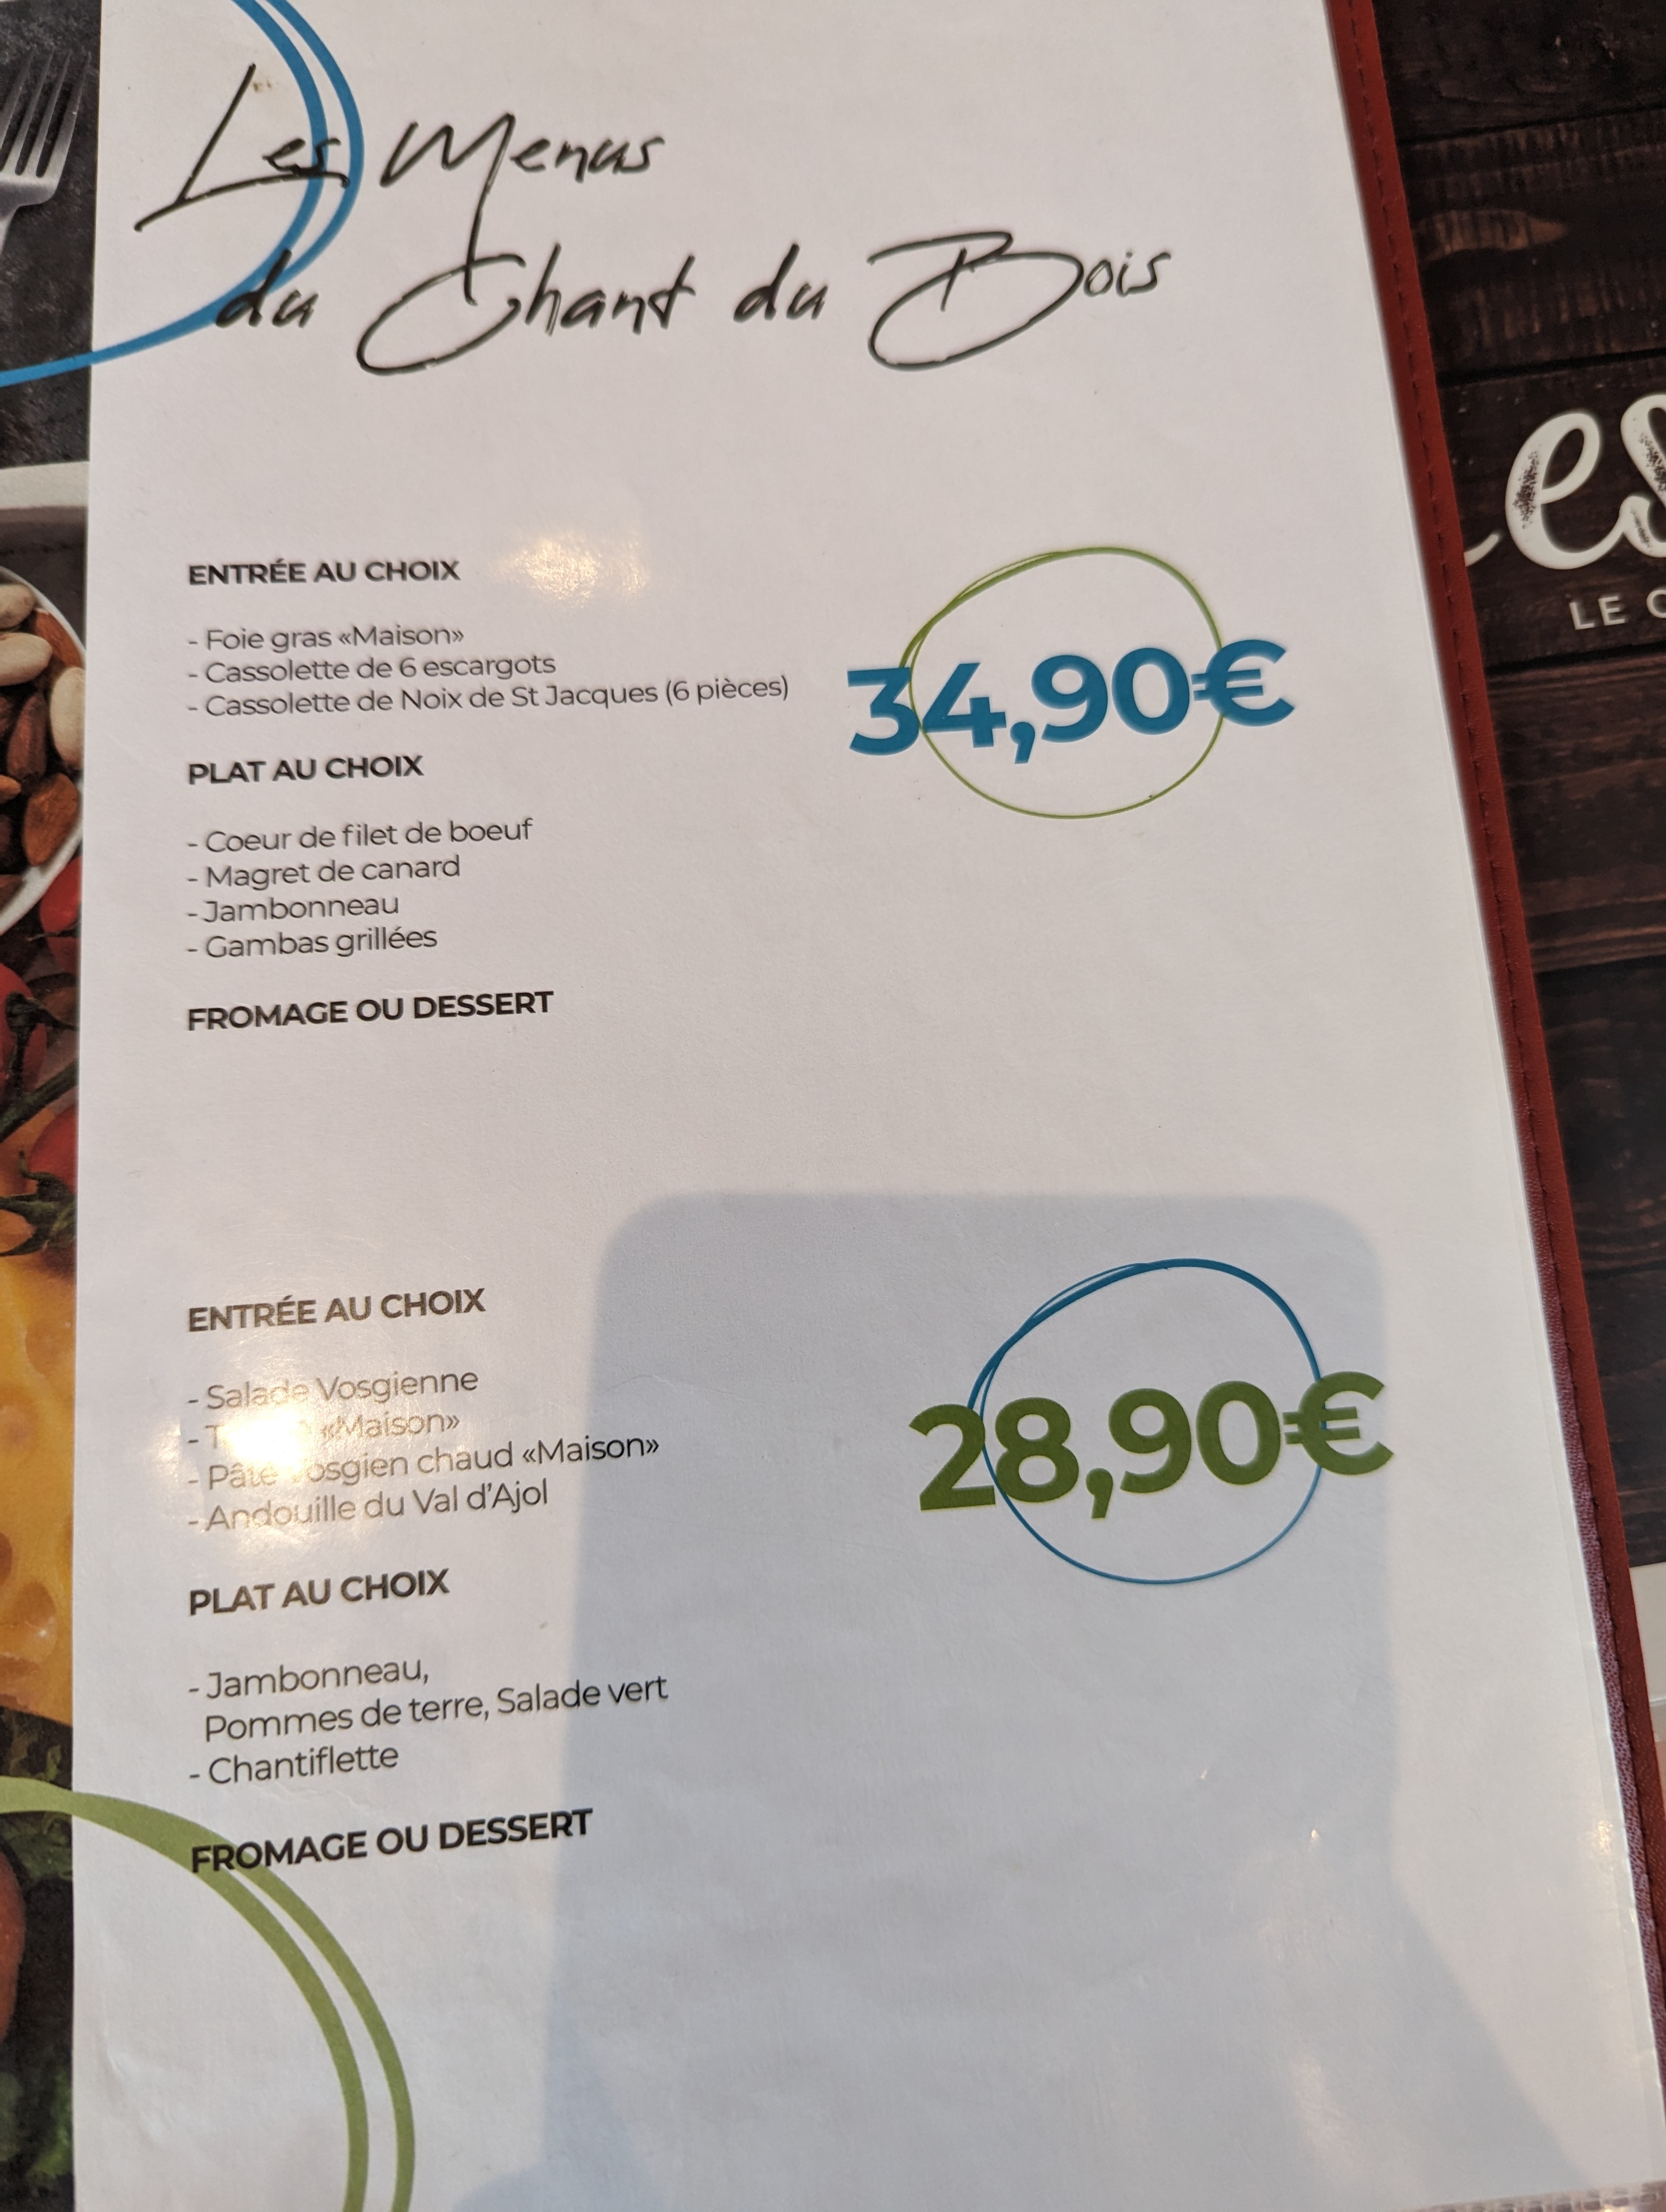 Les Menus
du Chant du Bois
ENTRÉE AU CHOIX
- Foie gras «Maison»
- Cassolette de 6 escargots
- Cassolette de Noix de St Jacques (6 pièces)
34,90€
PLAT AU CHOIX
- Coeur de filet de boeuf
- Magret de canard
- Jambonneau
- Gambas grillées
FROMAGE OU DESSERT
ENTRÉE AU CHOIX
- Salade Vosgienne
- «Maison»
- Pâté Vosgien chaud «Maison»
- Andouille du Val d'Ajol
28,90€
PLAT AU CHOIX
- Jambonneau,
Pommes de terre, Salade vert
- Chantiflette
FROMAGE OU DESSERT
LE